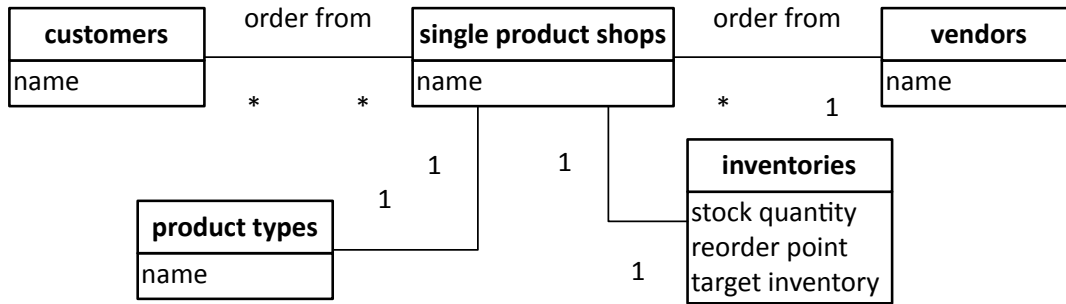 customers
name
order from
single product shops
name
order from
vendors
name
*
*
*
1
1
1
1
1
product types
name
inventories
stock quantity
reorder point
target inventory